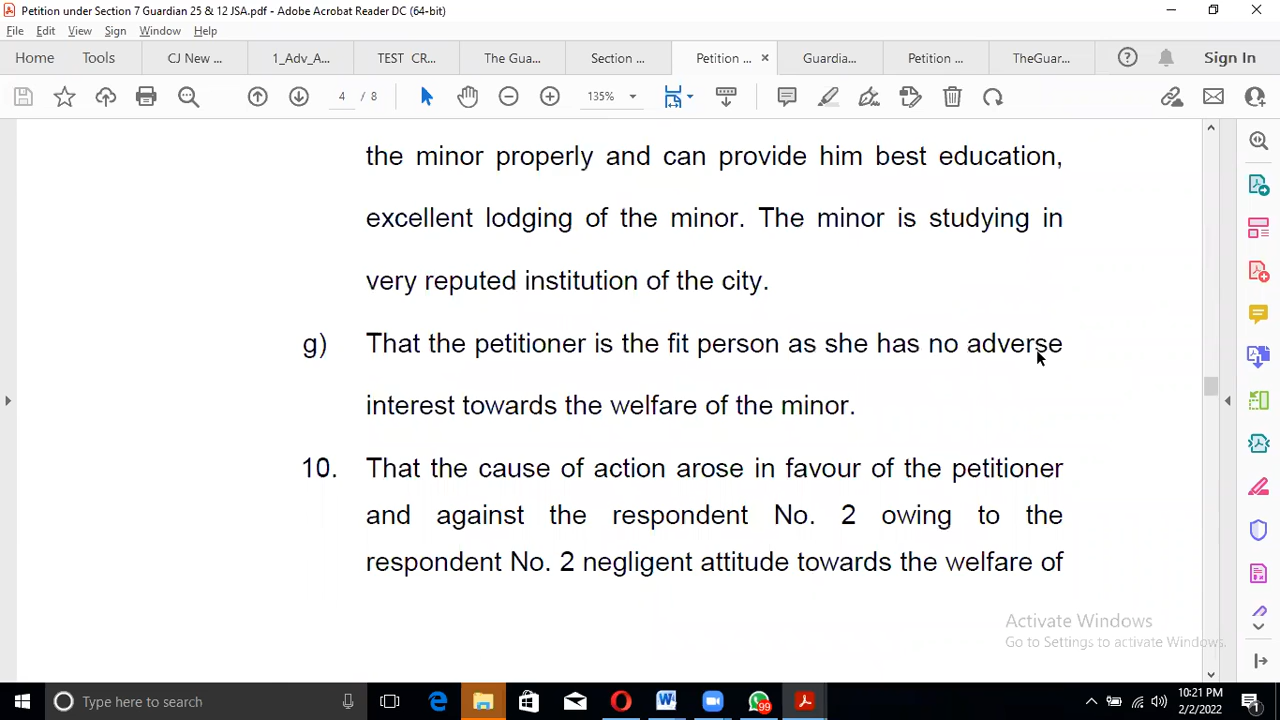 Petition under Section 7 Guardian 25 & 12 JSA.pdf - Adobe Acrobat Reader DC (64-bit)
File Edit View Sign Window Help
Home Tools CJ New ... 1_Adv_A... TEST CR... The Gua... Section ... Petition ... × Guardia... Petition ... TheGuar... Sign In
4 / 8 135%
the minor properly and can provide him best education,
excellent lodging of the minor. The minor is studying in
very reputed institution of the city.
g) That the petitioner is the fit person as she has no adverse
interest towards the welfare of the minor.
10. That the cause of action arose in favour of the petitioner
and against the respondent No. 2 owing to the
respondent No. 2 negligent attitude towards the welfare of
Activate Windows
Go to Settings to activate Windows.
Type here to search
99
10:21 PM
2/2/2022
1